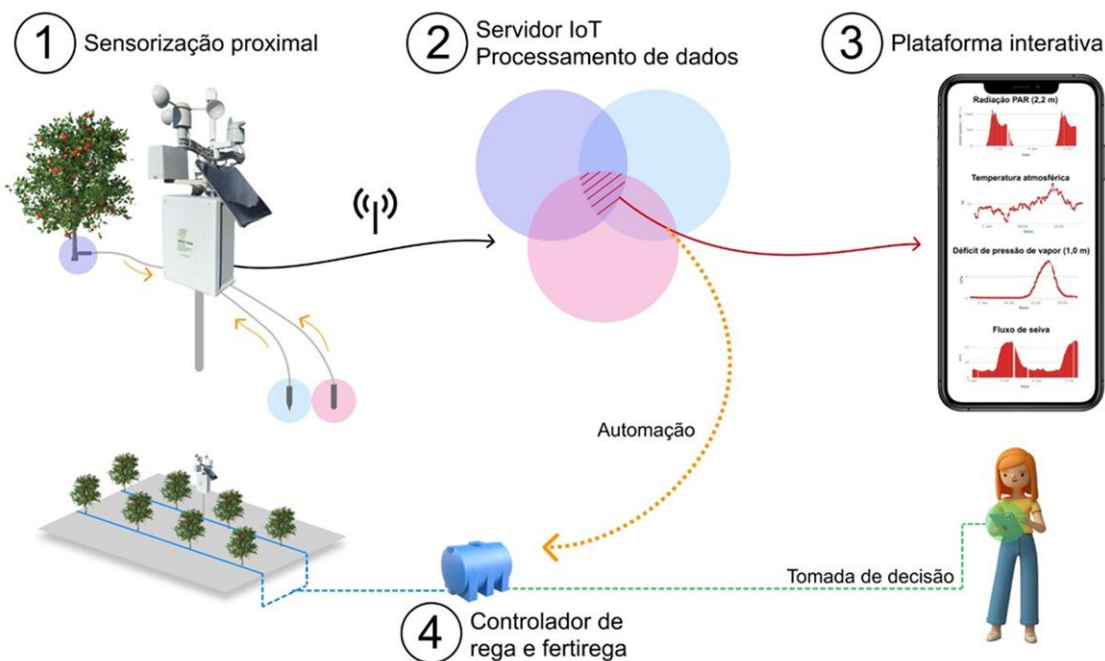 1 Sensorização proximal
2 Servidor IoT
Processamento de dados
3 Plataforma interativa
Radiação PAR (2,2 m)
Temperatura atmosférica
Déficit de pressão de vapor (1,0 m)
Fluxo de seiva
Automação
Tomada de decisão
4 Controlador de
rega e fertirega